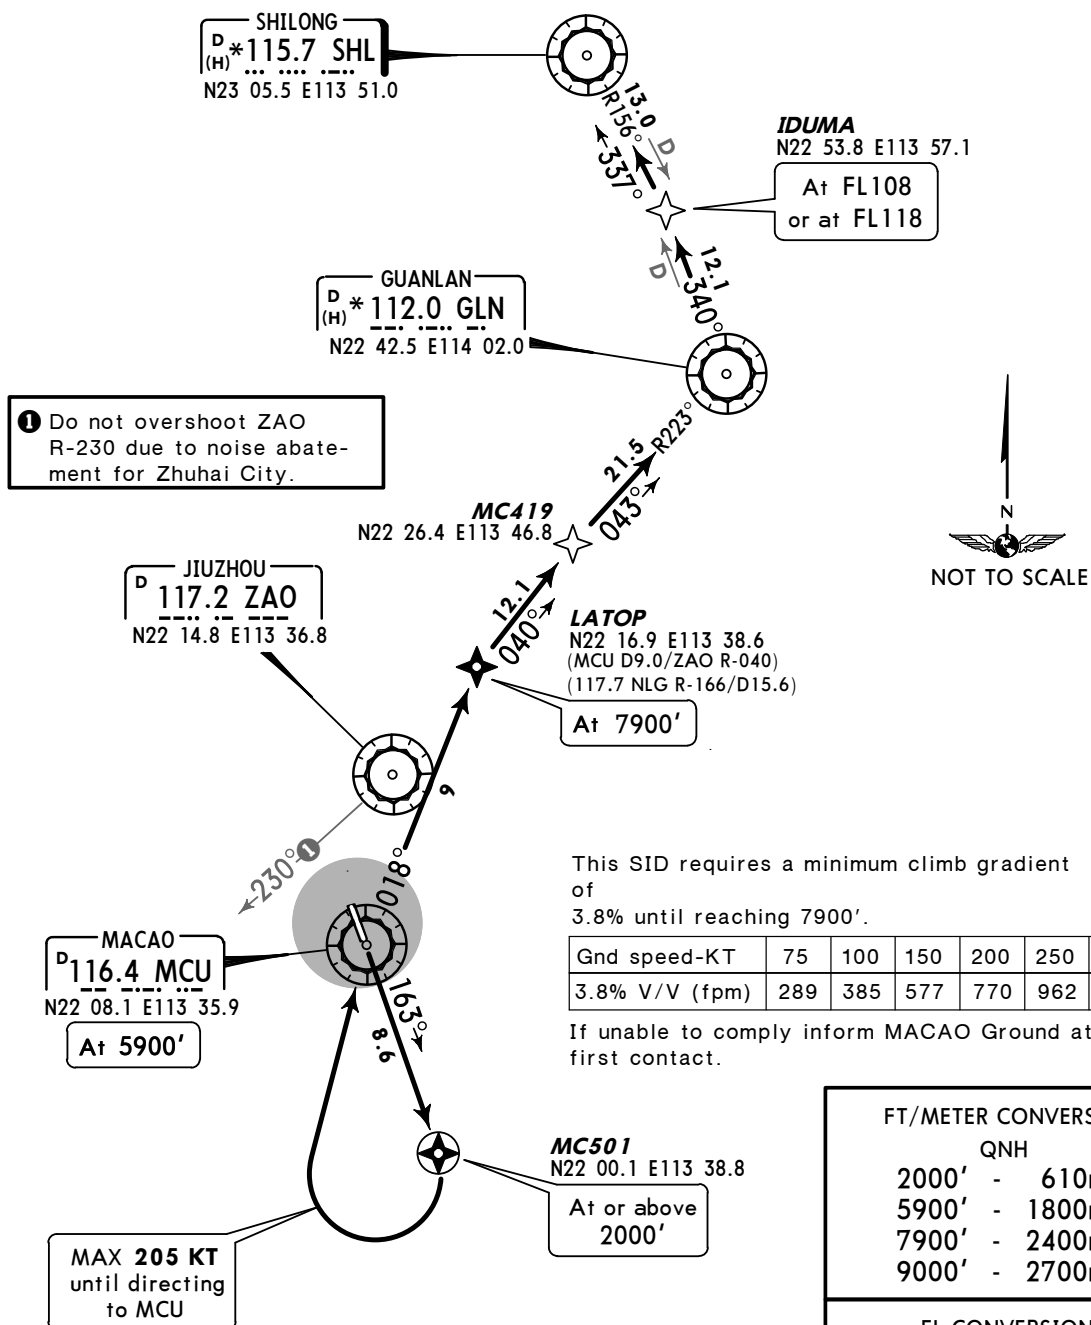 SHILONG
D
(H) * 115.7 SHL
N23 05.5 E113 51.0
13.0
R156°
D
337°
IDUMA
N22 53.8 E113 57.1
At FL108
or at FL118
D
12.1
340°
GUANLAN
D
(H) * 112.0 GLN
N22 42.5 E114 02.0
1 Do not overshoot ZAO
R-230 due to noise abate-
ment for Zhuhai City.
R223°
21.5
043°
MC419
N22 26.4 E113 46.8
N
NOT TO SCALE
JIUZHOU
D
117.2 ZAO
N22 14.8 E113 36.8
12.1
040°
LATOP
N22 16.9 E113 38.6
(MCU D9.0/ZAO R-040)
(117.7 NLG R-166/D15.6)
At 7900'
9
230° 1
018°
This SID requires a minimum climb gradient
of
3.8% until reaching 7900'.
Gnd speed-KT 75 100 150 200 250
3.8% V/V (fpm) 289 385 577 770 962
If unable to comply inform MACAO Ground at
first contact.
MACAO
D
116.4 MCU
N22 08.1 E113 35.9
At 5900'
163°
8.6
MC501
N22 00.1 E113 38.8
At or above
2000'
MAX 205 KT
until directing
to MCU
FT/METER CONVERS
QNH
2000' - 610m
5900' - 1800m
7900' - 2400m
9000' - 2700m
FL CONVERSION